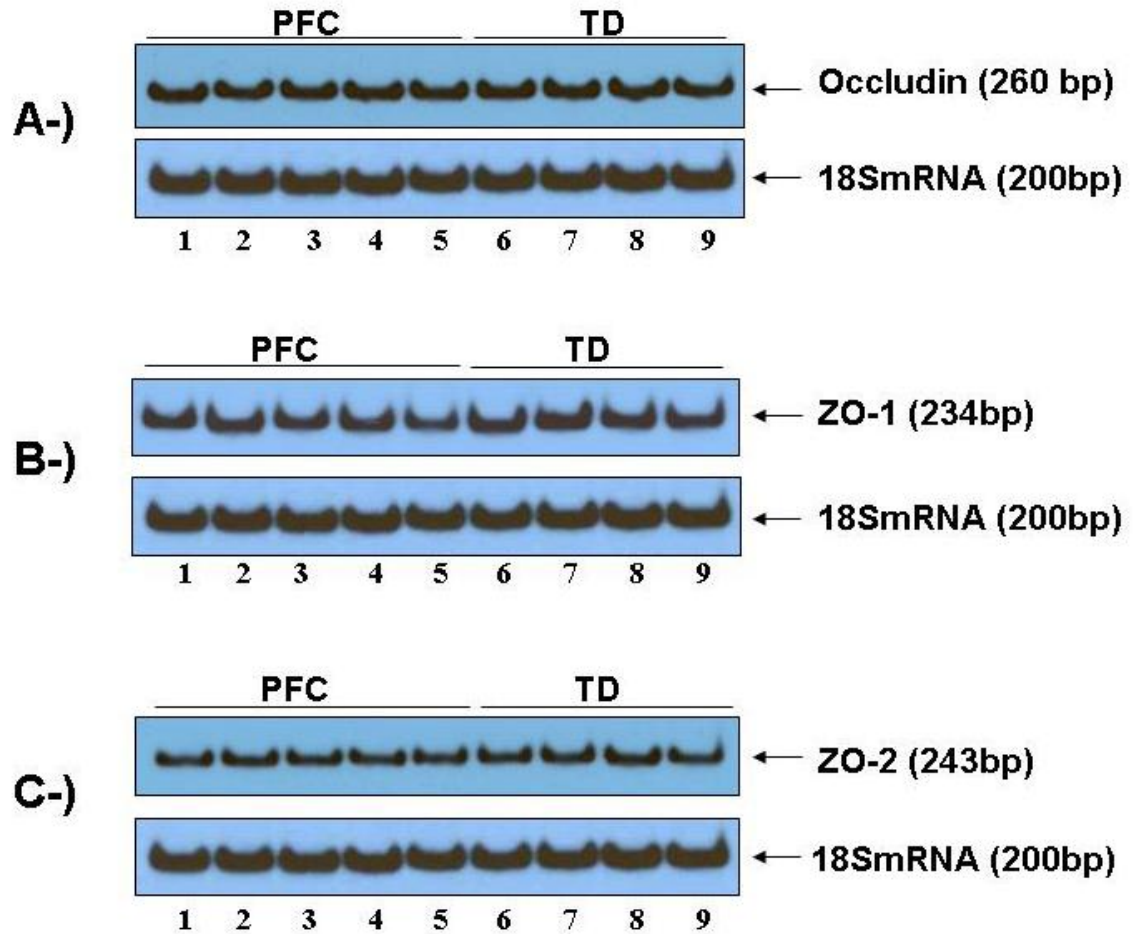 PFC TD
A-)
Occludin (260 bp)
18SmRNA (200bp)
1 2 3 4 5 6 7 8 9
PFC TD
B-)
ZO-1 (234bp)
18SmRNA (200bp)
1 2 3 4 5 6 7 8 9
PFC TD
C-)
ZO-2 (243bp)
18SmRNA (200bp)
1 2 3 4 5 6 7 8 9